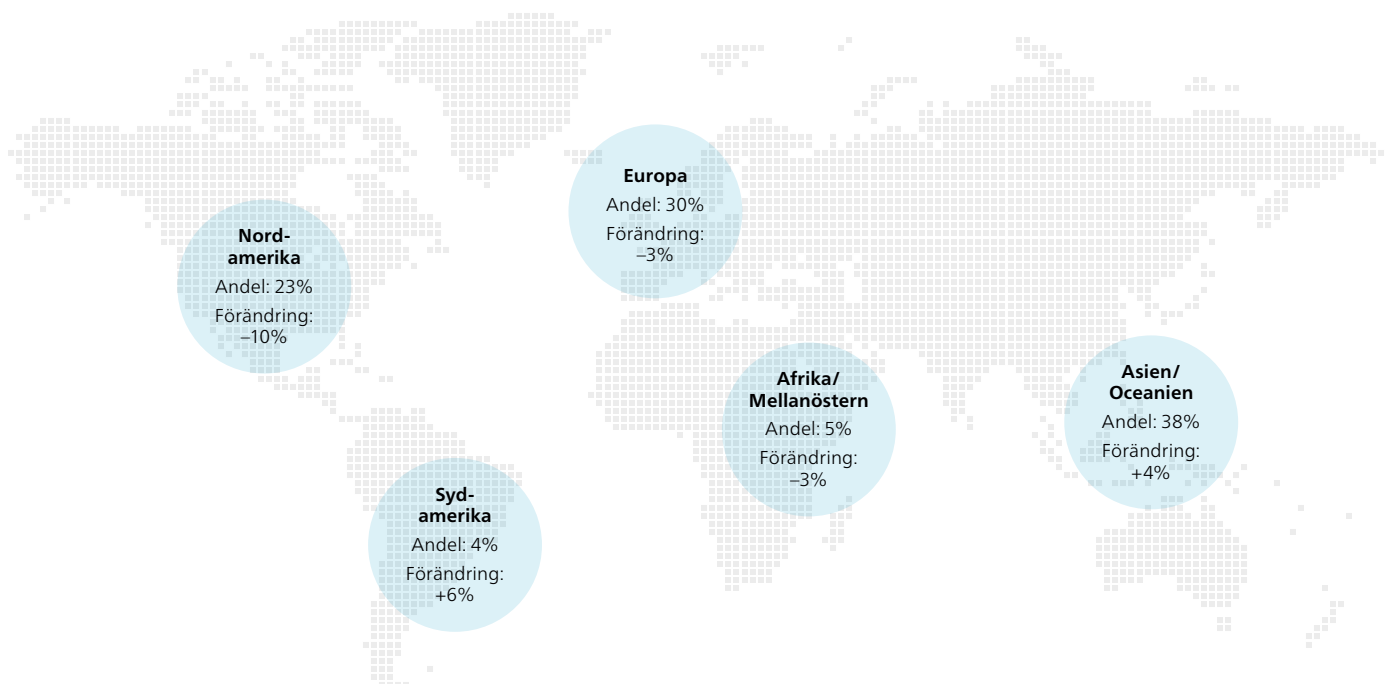 Europa
Andel: 30%
Förändring:
–3%
Nord-
amerika
Andel: 23%
Förändring:
–10%
Afrika/
Mellanöstern
Andel: 5%
Förändring:
–3%
Asien/
Oceanien
Andel: 38%
Förändring:
+4%
Syd-
amerika
Andel: 4%
Förändring:
+6%